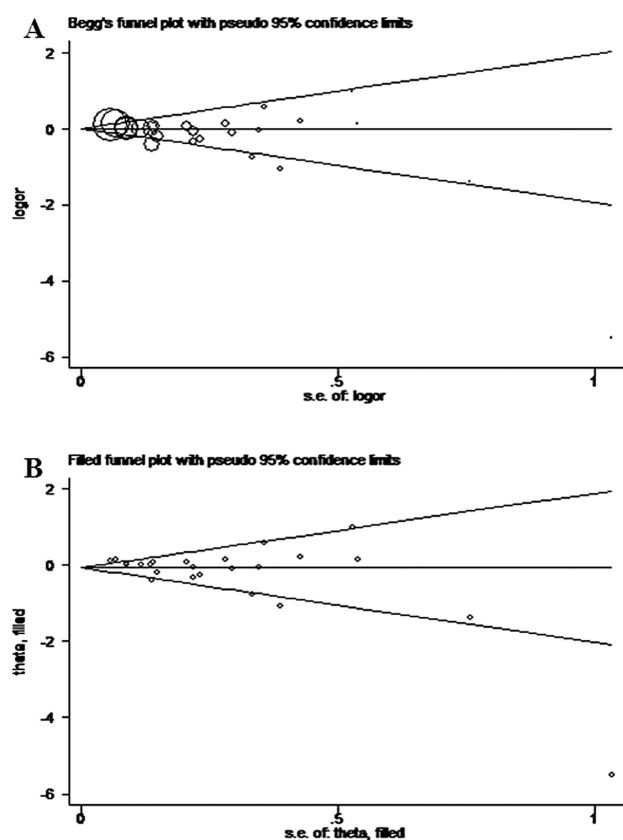 A
Begg's funnel plot with pseudo 95% confidence limits
2
0
-2
-4
-6
logor
0 .5 1
s.e. of: logor
B
Filled funnel plot with pseudo 95% confidence limits
2
0
-2
-4
-6
theta, filled
0 .5 1
s.e. of: theta, filled